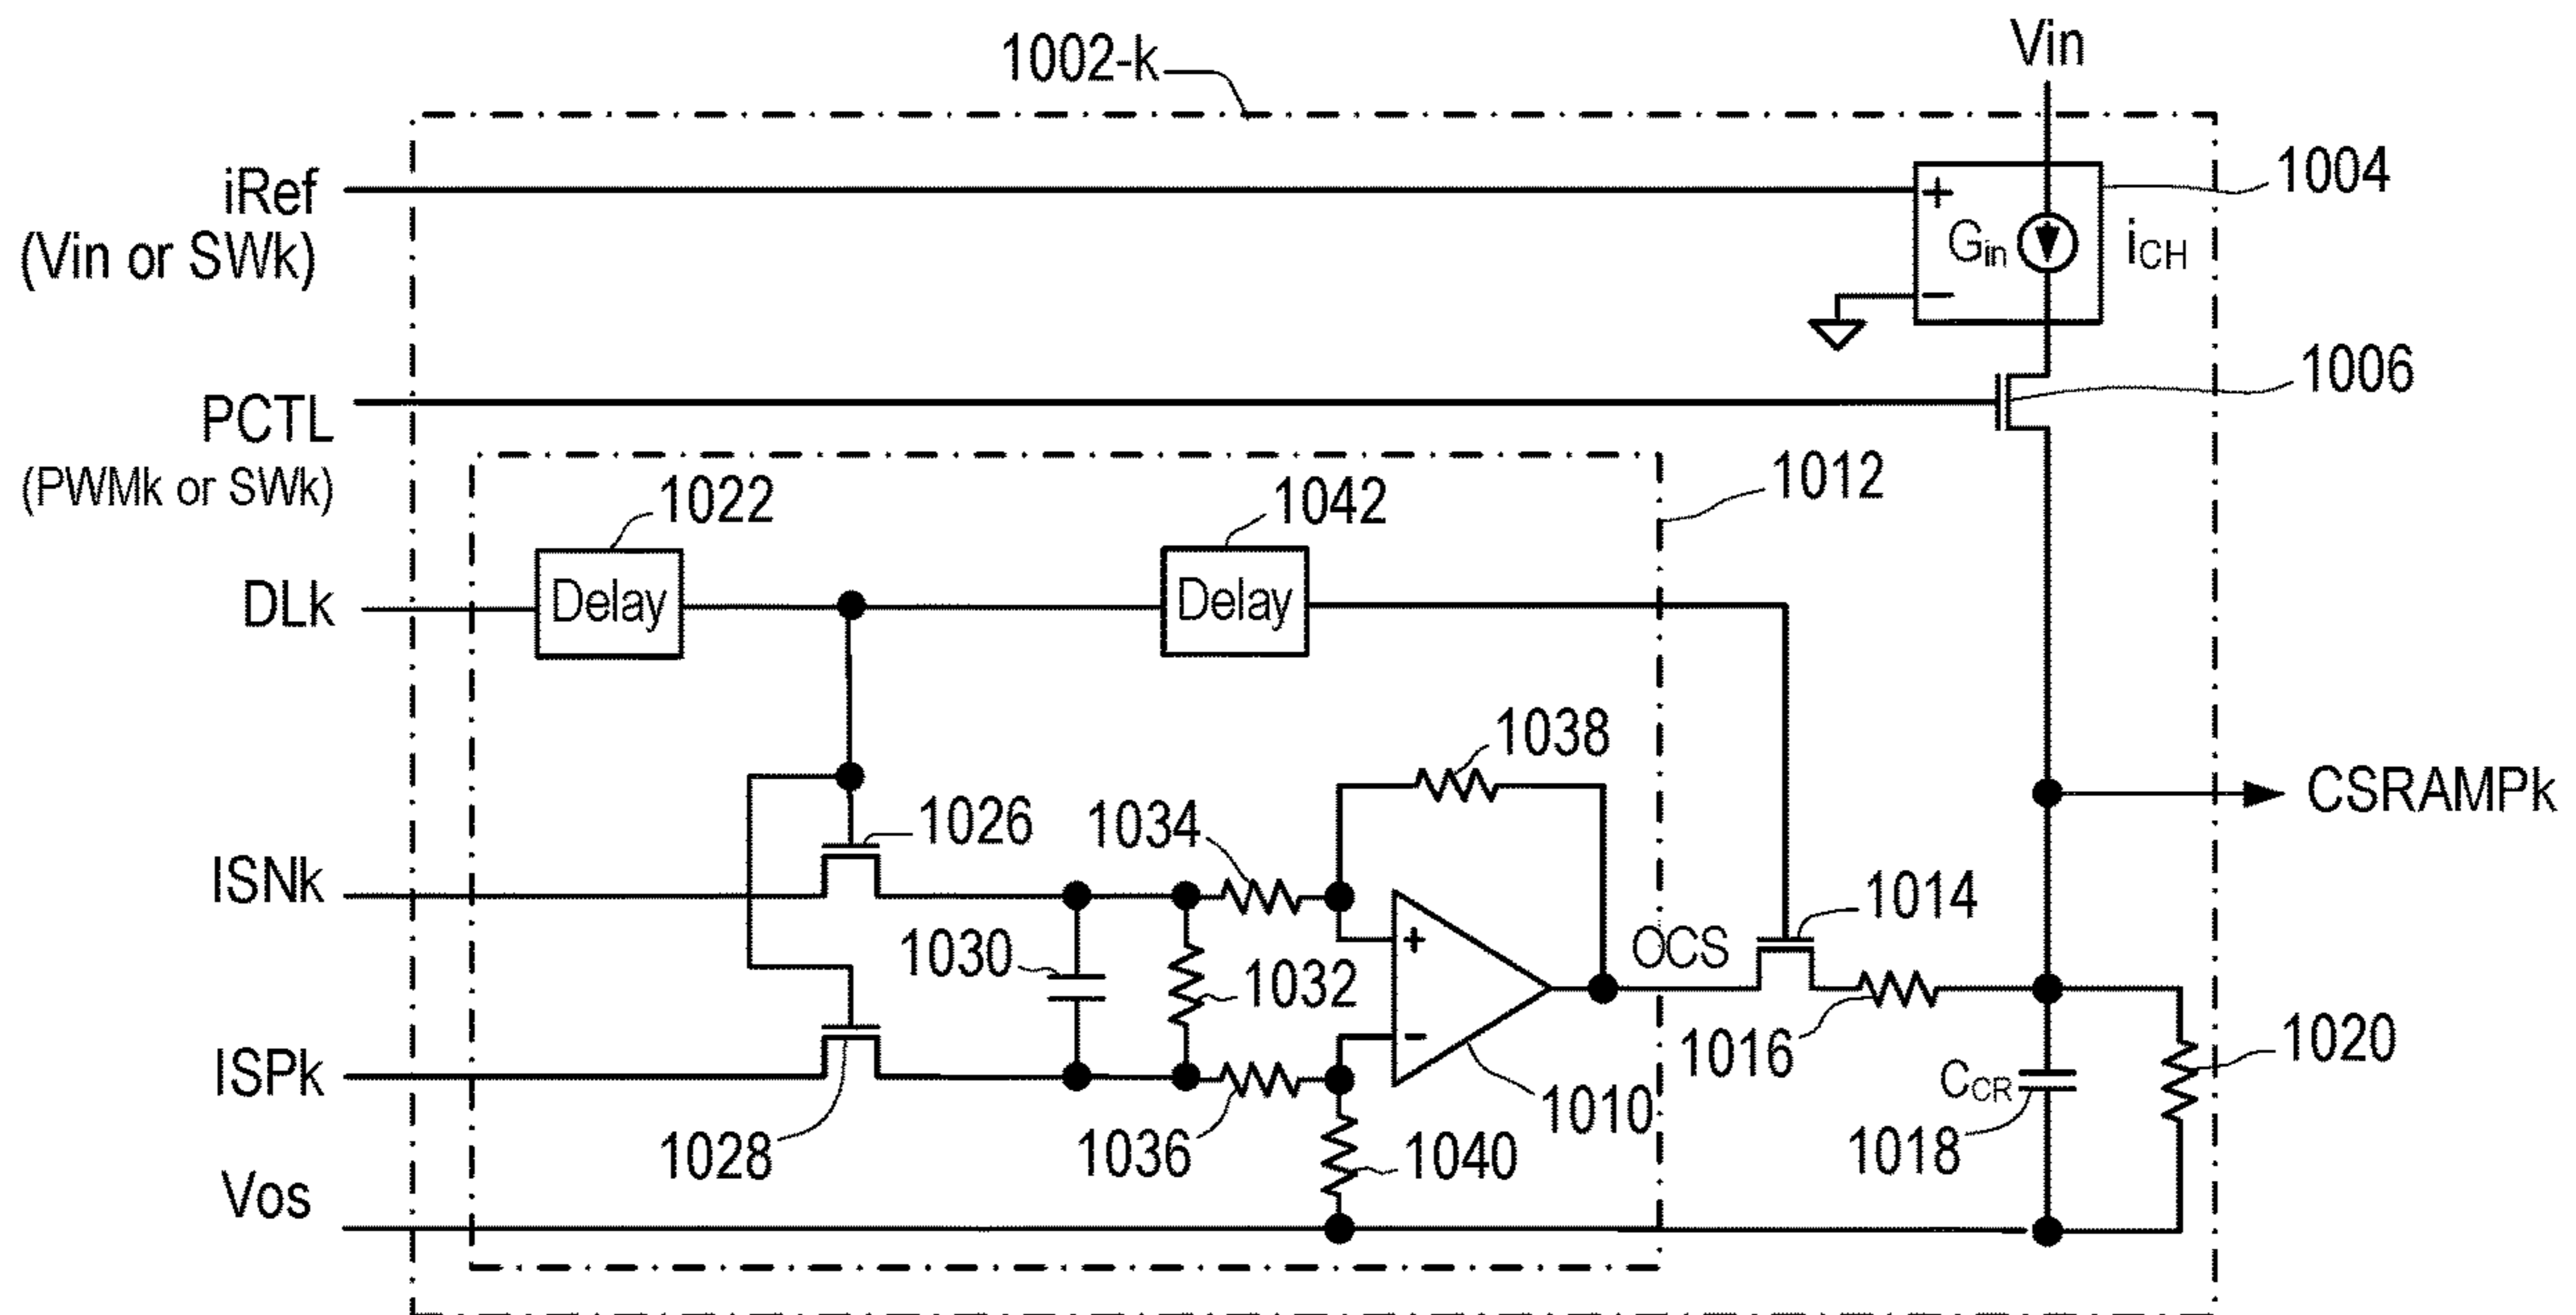 Vin
1002-k
iRef
(Vin or SWk)
+
Gin
iCH
−
1004
PCTL
(PWMk or SWk)
1006
1022
1042
1012
DLk
Delay
Delay
1038
CSRAMPk
1026
1034
ISNk
1030
1032
+
−
OCS
1014
1016
1020
ISPk
1028
1036
1040
1010
CCR
1018
Vos